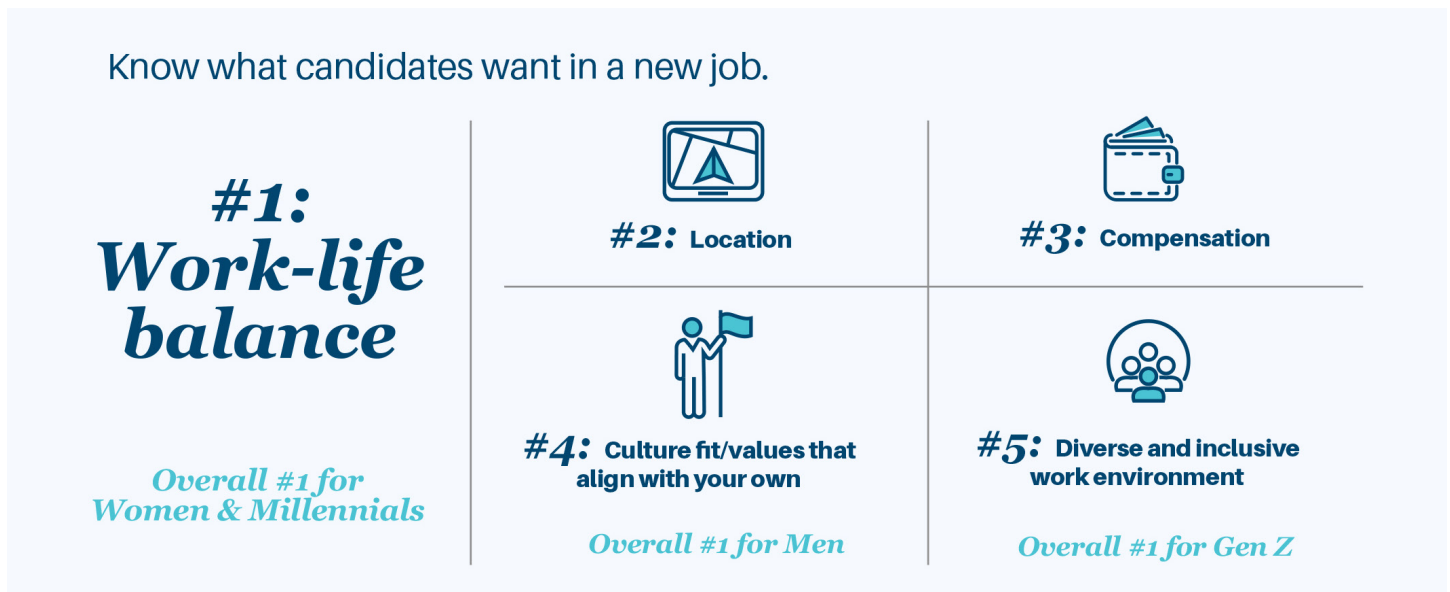 Know what candidates want in a new job.
#1:
Work-life
balance
Overall #1 for
Women & Millennials
#2: Location
#3: Compensation
#4: Culture fit/values that
align with your own
Overall #1 for Men
#5: Diverse and inclusive
work environment
Overall #1 for Gen Z